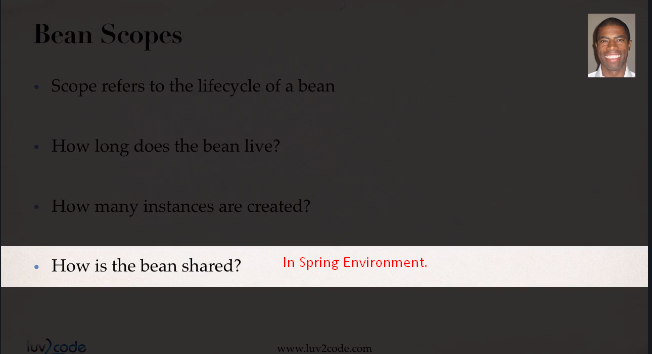 Bean Scopes
• Scope refers to the lifecycle of a bean
• How long does the bean live?
• How many instances are created?
• How is the bean shared? In Spring Environment.
luv2code www.luv2code.com